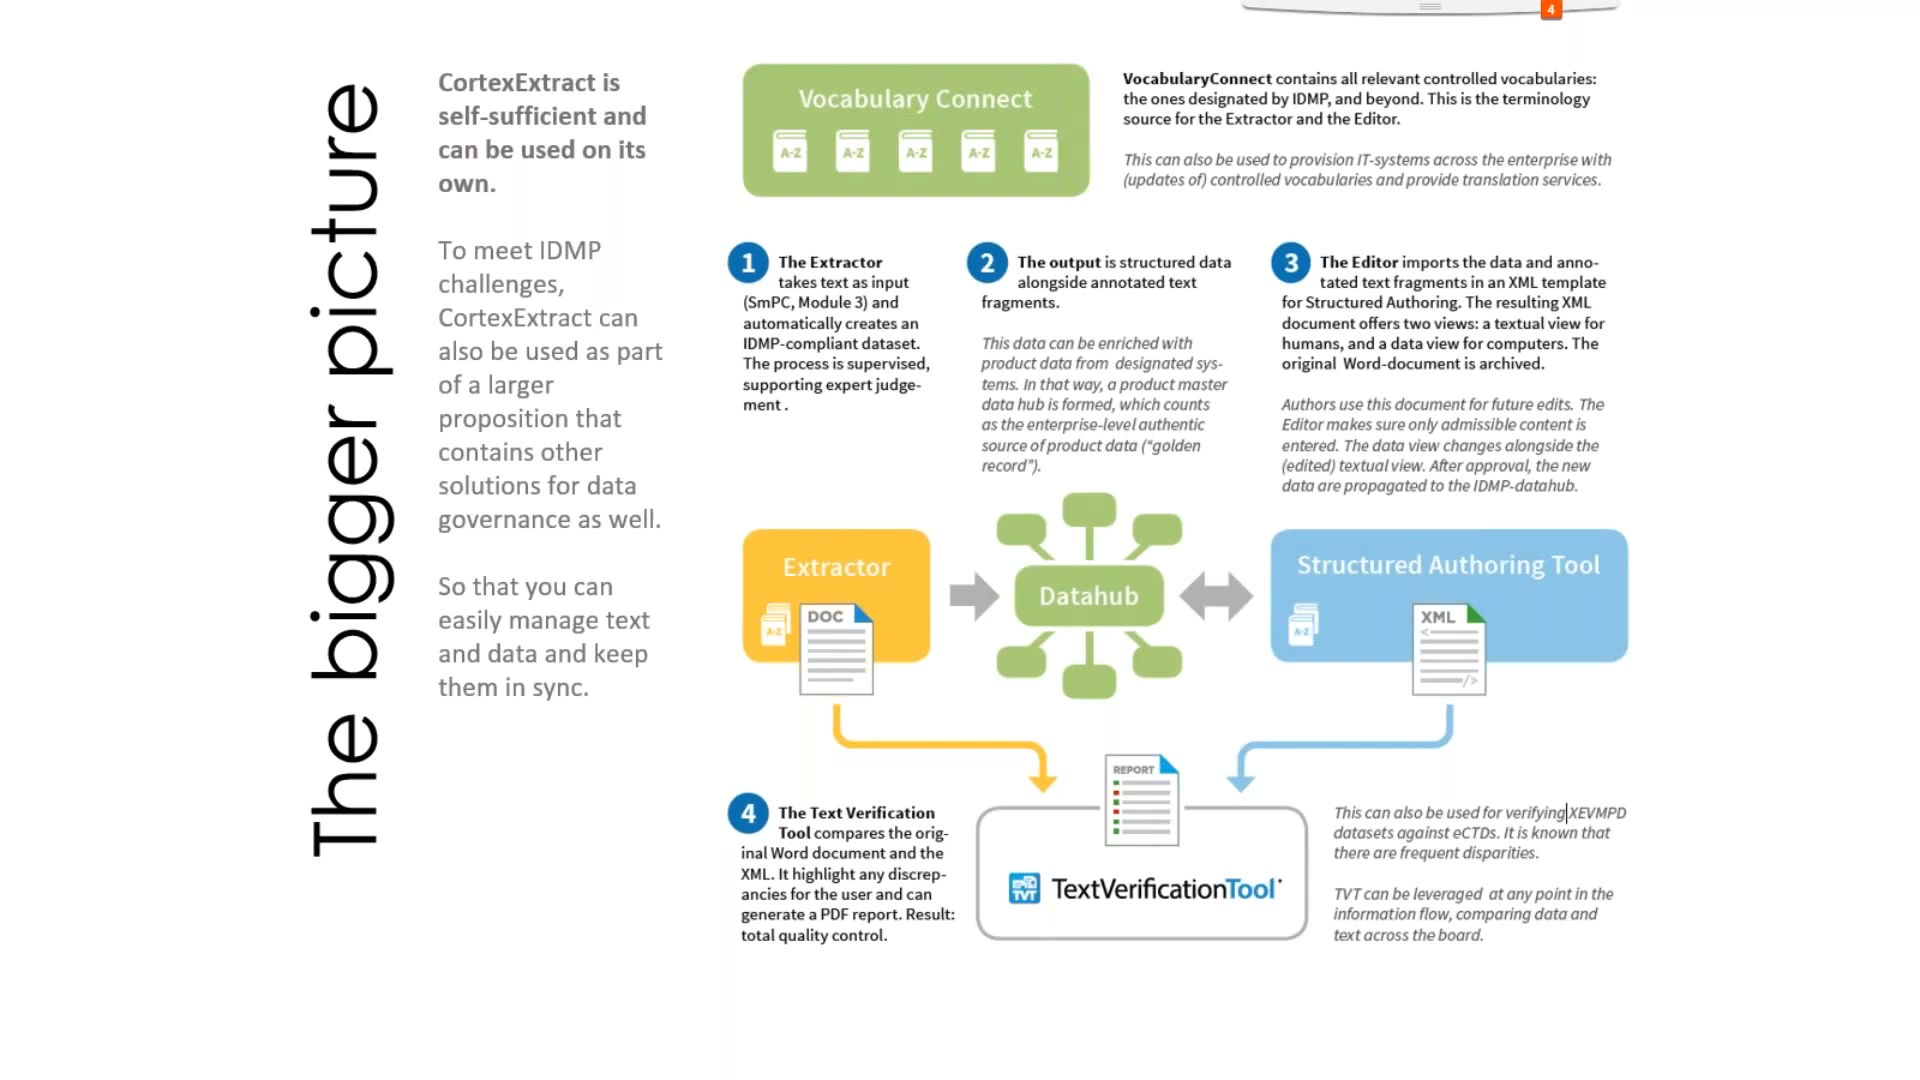 4
The bigger picture
CortexExtract is
self-sufficient and
can be used on its
own.
To meet IDMP
challenges,
CortexExtract can
also be used as part
of a larger
proposition that
contains other
solutions for data
governance as well.
So that you can
easily manage text
and data and keep
them in sync.
Vocabulary Connect
A-Z A-Z A-Z A-Z A-Z
VocabularyConnect contains all relevant controlled vocabularies:
the ones designated by IDMP, and beyond. This is the terminology
source for the Extractor and the Editor.
This can also be used to provision IT-systems across the enterprise with
(updates of) controlled vocabularies and provide translation services.
1 The Extractor
takes text as input
(SmPC, Module 3) and
automatically creates an
IDMP-compliant dataset.
The process is supervised,
supporting expert judge-
ment .
2 The output is structured data
alongside annotated text
fragments.
This data can be enriched with
product data from designated sys-
tems. In that way, a product master
data hub is formed, which counts
as the enterprise-level authentic
source of product data (“golden
record”).
3 The Editor imports the data and anno-
tated text fragments in an XML template
for Structured Authoring. The resulting XML
document offers two views: a textual view for
humans, and a data view for computers. The
original Word-document is archived.
Authors use this document for future edits. The
Editor makes sure only admissible content is
entered. The data view changes alongside the
(edited) textual view. After approval, the new
data are propagated to the IDMP-datahub.
Extractor
A-Z
DOC
Datahub
Structured Authoring Tool
A-Z
XML
<
/>
4 The Text Verification
Tool compares the orig-
inal Word document and the
XML. It highlight any discrep-
ancies for the user and can
generate a PDF report. Result:
total quality control.
REPORT
TVT
TextVerificationTool
This can also be used for verifying XEVMPD
datasets against eCTDs. It is known that
there are frequent disparities.
TVT can be leveraged at any point in the
information flow, comparing data and
text across the board.